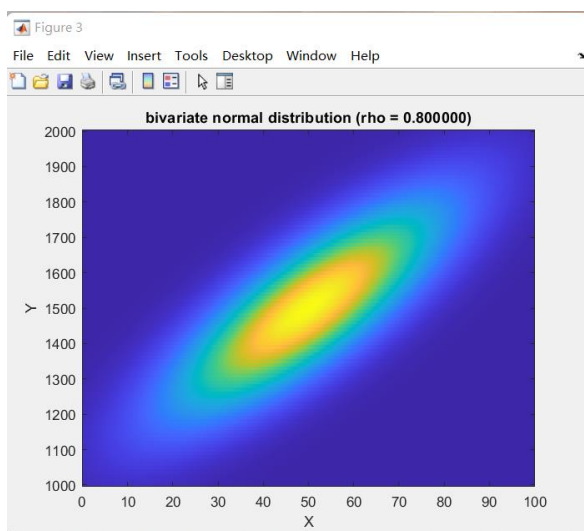 Figure 3
File Edit View Insert Tools Desktop Window Help
bivariate normal distribution (rho = 0.800000)
2000
1900
1800
1700
1600
1500
1400
1300
1200
1100
1000
Y
0 10 20 30 40 50 60 70 80 90 100
X